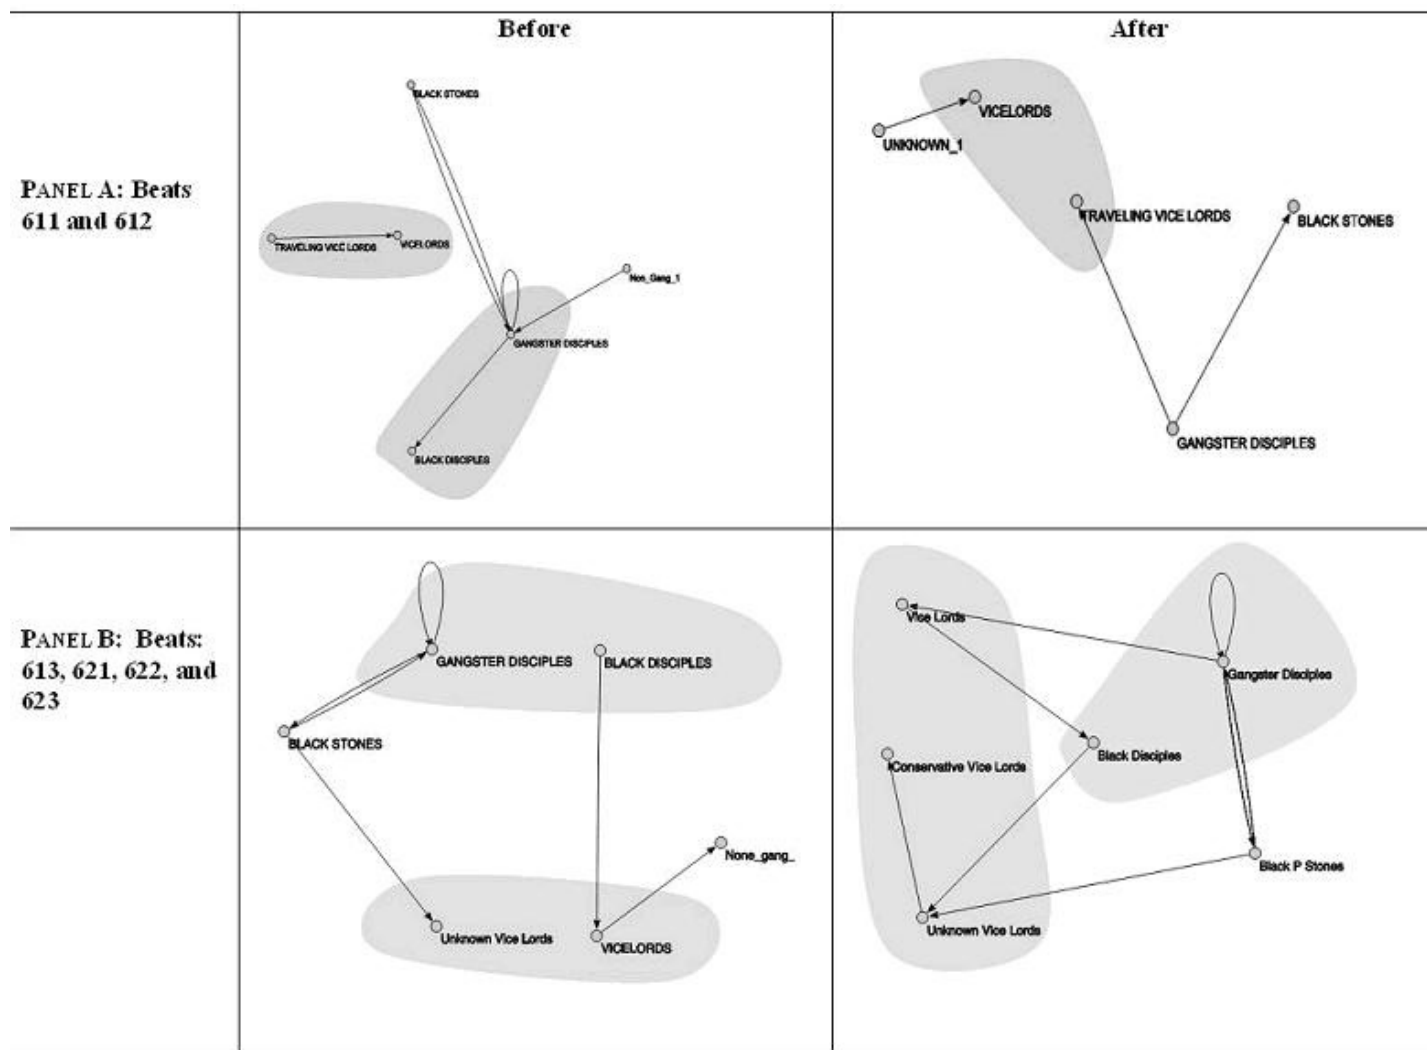 Before
After
PANEL A: Beats
611 and 612
BLACK STONES
TRAVELING VICE LORDS
VICELORDS
Non_Gang_1
GANGSTER DISCIPLES
BLACK DISCIPLES
VICELORDS
UNKNOWN_1
TRAVELING VICE LORDS
BLACK STONES
GANGSTER DISCIPLES
PANEL B: Beats:
613, 621, 622, and
623
GANGSTER DISCIPLES
BLACK DISCIPLES
BLACK STONES
None_gang_
Unknown Vice Lords
VICELORDS
Vice Lords
Gangster Disciples
Black Disciples
Conservative Vice Lords
Black P Stones
Unknown Vice Lords